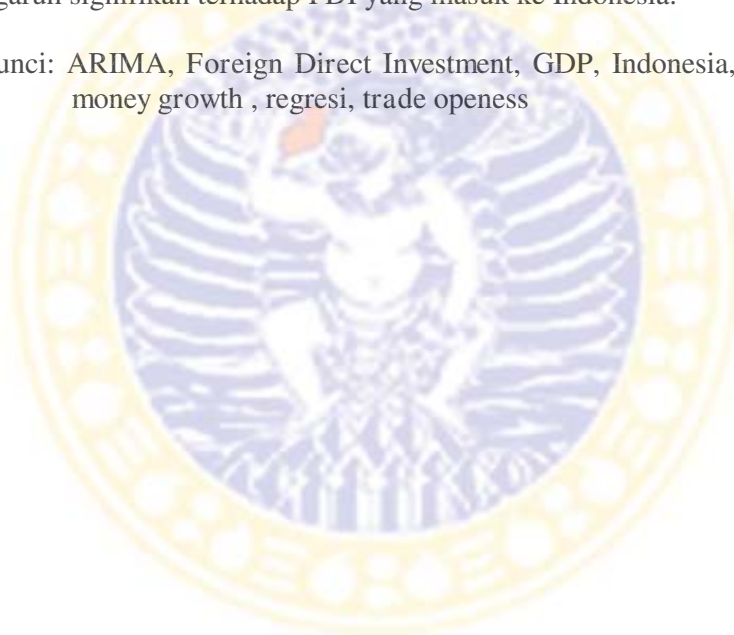 signifikan terhadap FDI yang masuk ke Indonesia.
unci: ARIMA, Foreign Direct Investment, GDP, Indonesia,
money growth , regresi, trade openess